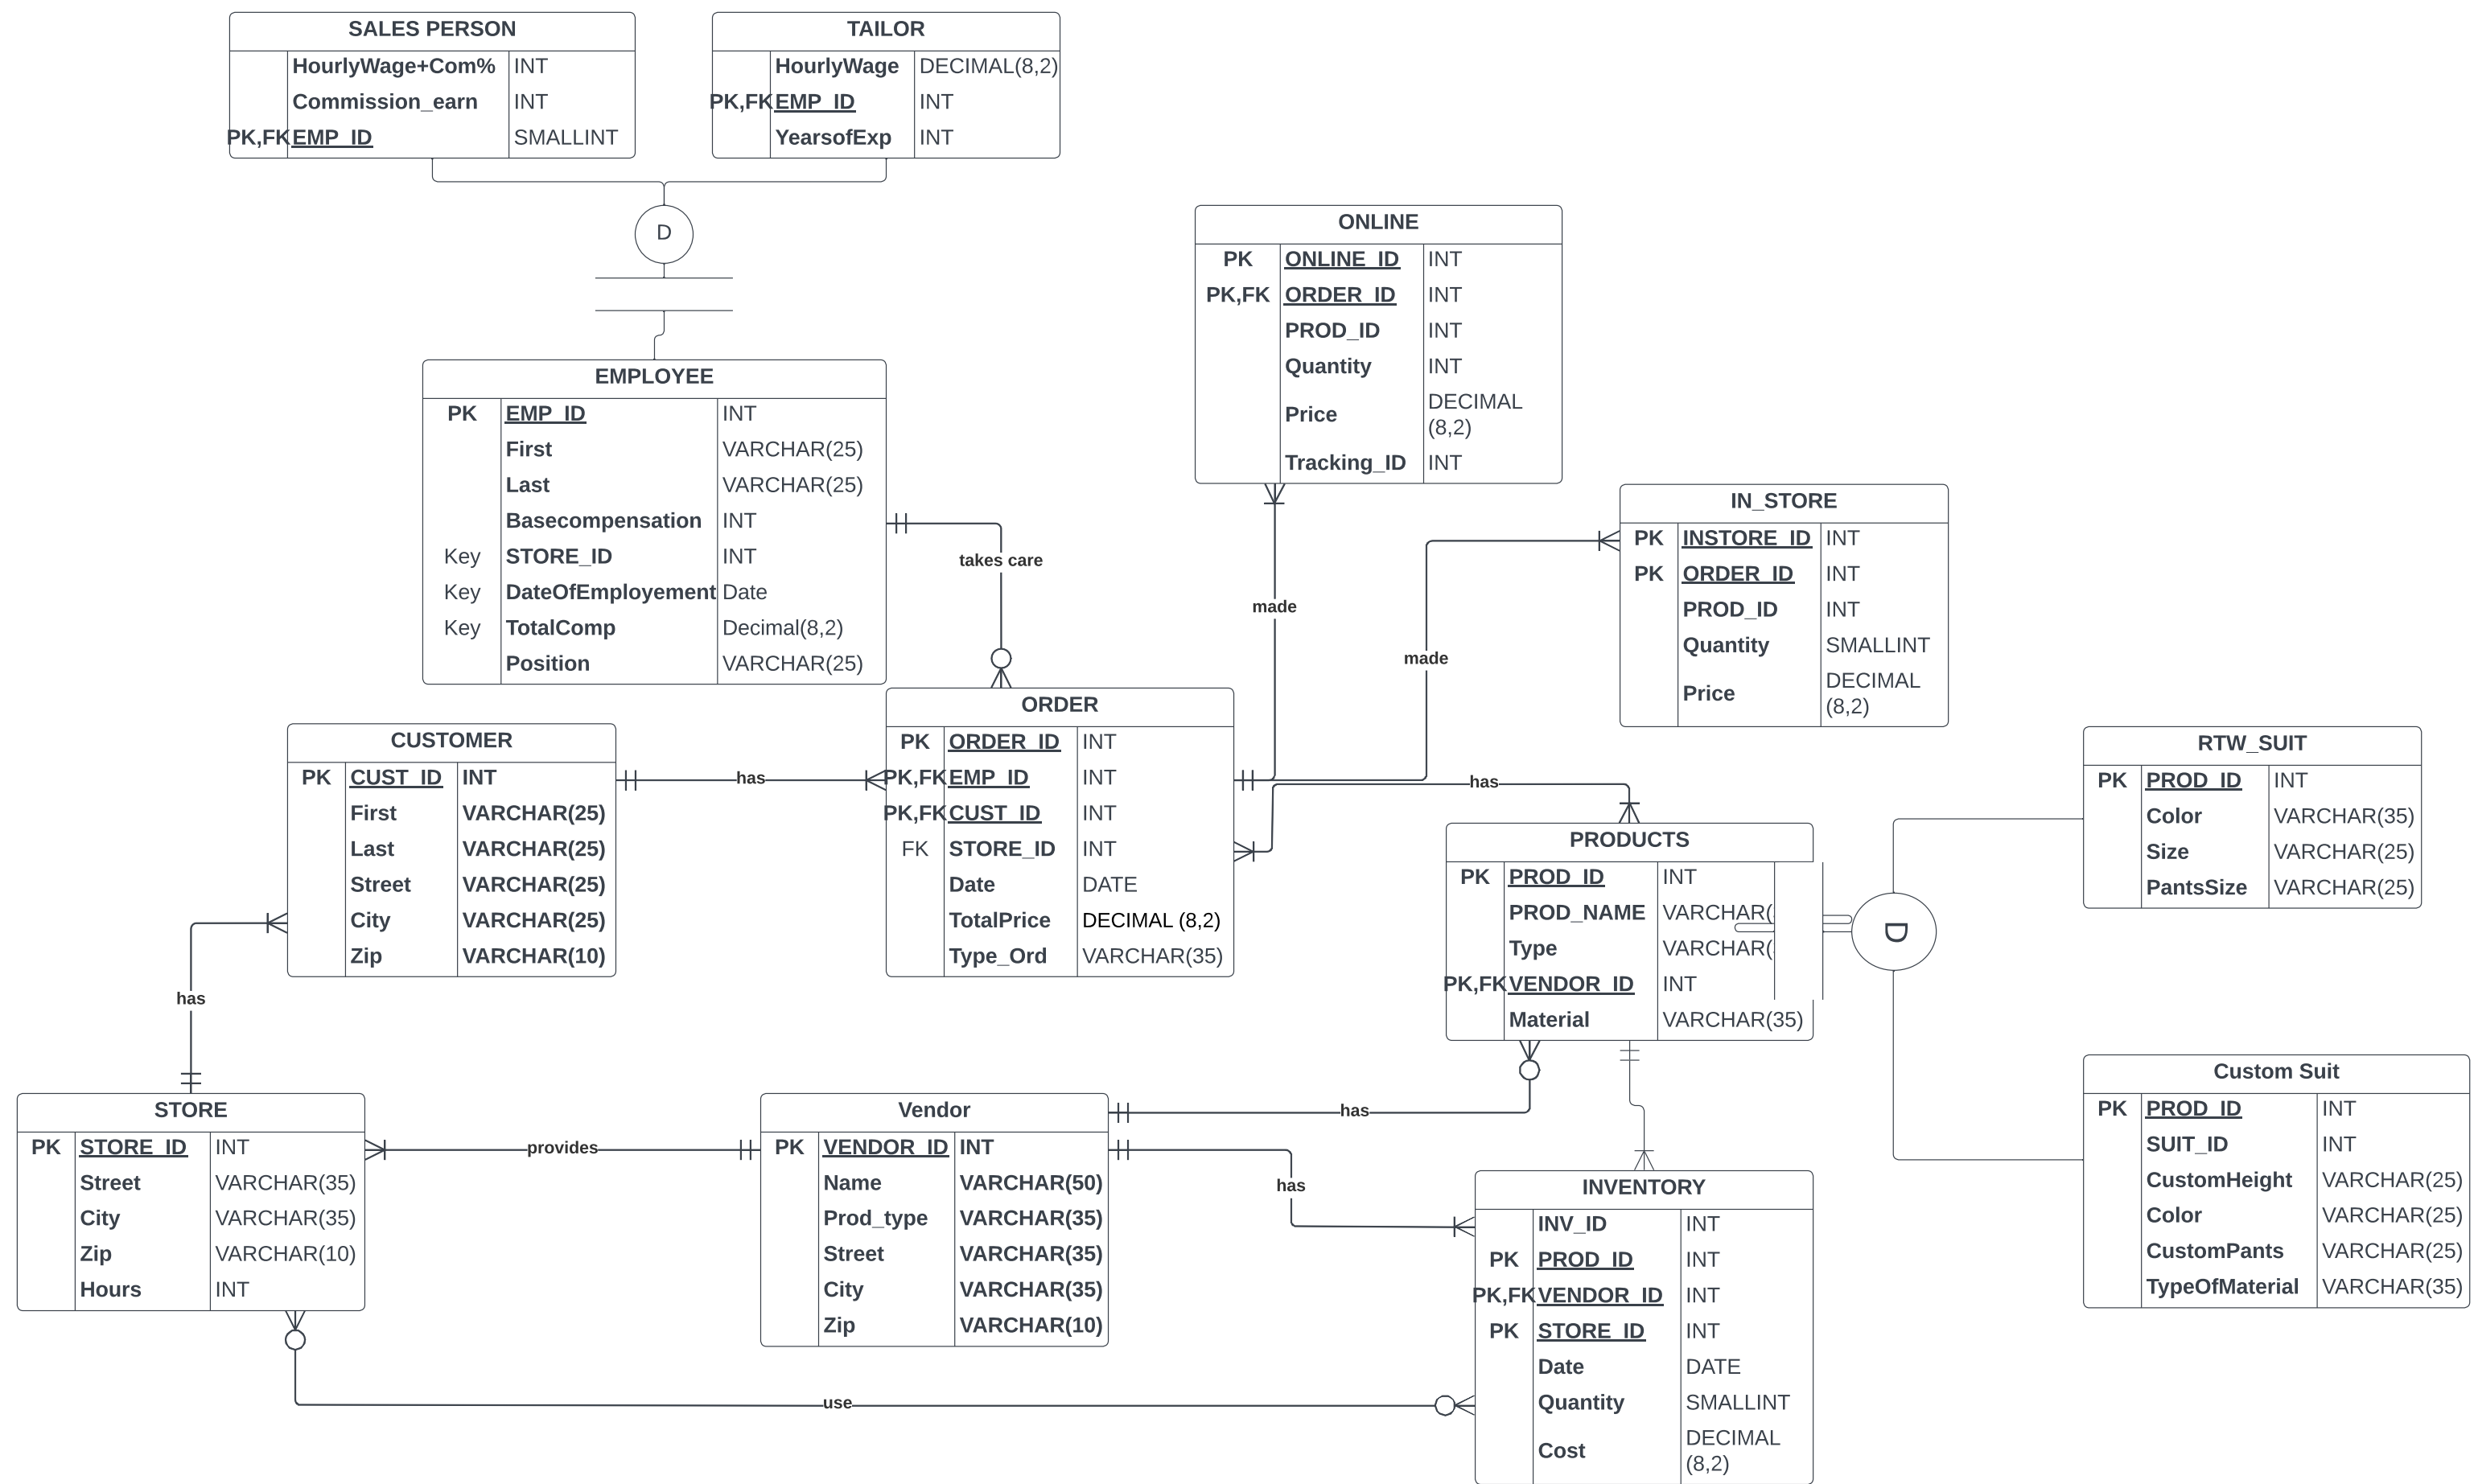 SALES PERSON
HourlyWage+Com% INT
Commission_earn INT
PK,FK EMP_ID SMALLINT
TAILOR
HourlyWage DECIMAL(8,2)
PK,FK EMP_ID INT
YearsofExp INT
D
ONLINE
PK ONLINE_ID INT
PK,FK ORDER_ID INT
PROD_ID INT
Quantity INT
Price DECIMAL
(8,2)
Tracking_ID INT
EMPLOYEE
PK EMP_ID INT
First VARCHAR(25)
Last VARCHAR(25)
Basecompensation INT
Key STORE_ID INT
Key DateOfEmployement Date
Key TotalComp Decimal(8,2)
Position VARCHAR(25)
takes care
made
made
IN_STORE
PK INSTORE_ID INT
PK ORDER_ID INT
PROD_ID INT
Quantity SMALLINT
Price DECIMAL
(8,2)
CUSTOMER
PK CUST_ID INT
First VARCHAR(25)
Last VARCHAR(25)
Street VARCHAR(25)
City VARCHAR(25)
Zip VARCHAR(10)
has
ORDER
PK ORDER_ID INT
PK,FK EMP_ID INT
PK,FK CUST_ID INT
FK STORE_ID INT
Date DATE
TotalPrice DECIMAL (8,2)
Type_Ord VARCHAR(35)
has
PRODUCTS
PK PROD_ID INT
PROD_NAME VARCHAR(
Type VARCHAR(
PK,FK VENDOR_ID INT
Material VARCHAR(35)
D
RTW_SUIT
PK PROD_ID INT
Color VARCHAR(35)
Size VARCHAR(25)
PantsSize VARCHAR(25)
has
STORE
PK STORE_ID INT
Street VARCHAR(35)
City VARCHAR(35)
Zip VARCHAR(10)
Hours INT
provides
Vendor
PK VENDOR_ID INT
Name VARCHAR(50)
Prod_type VARCHAR(35)
Street VARCHAR(35)
City VARCHAR(35)
Zip VARCHAR(10)
has
has
INVENTORY
INV_ID INT
PK PROD_ID INT
PK,FK VENDOR_ID INT
PK STORE_ID INT
Date DATE
Quantity SMALLINT
Cost DECIMAL
(8,2)
Custom Suit
PK PROD_ID INT
SUIT_ID INT
CustomHeight VARCHAR(25)
Color VARCHAR(25)
CustomPants VARCHAR(25)
TypeOfMaterial VARCHAR(35)
use